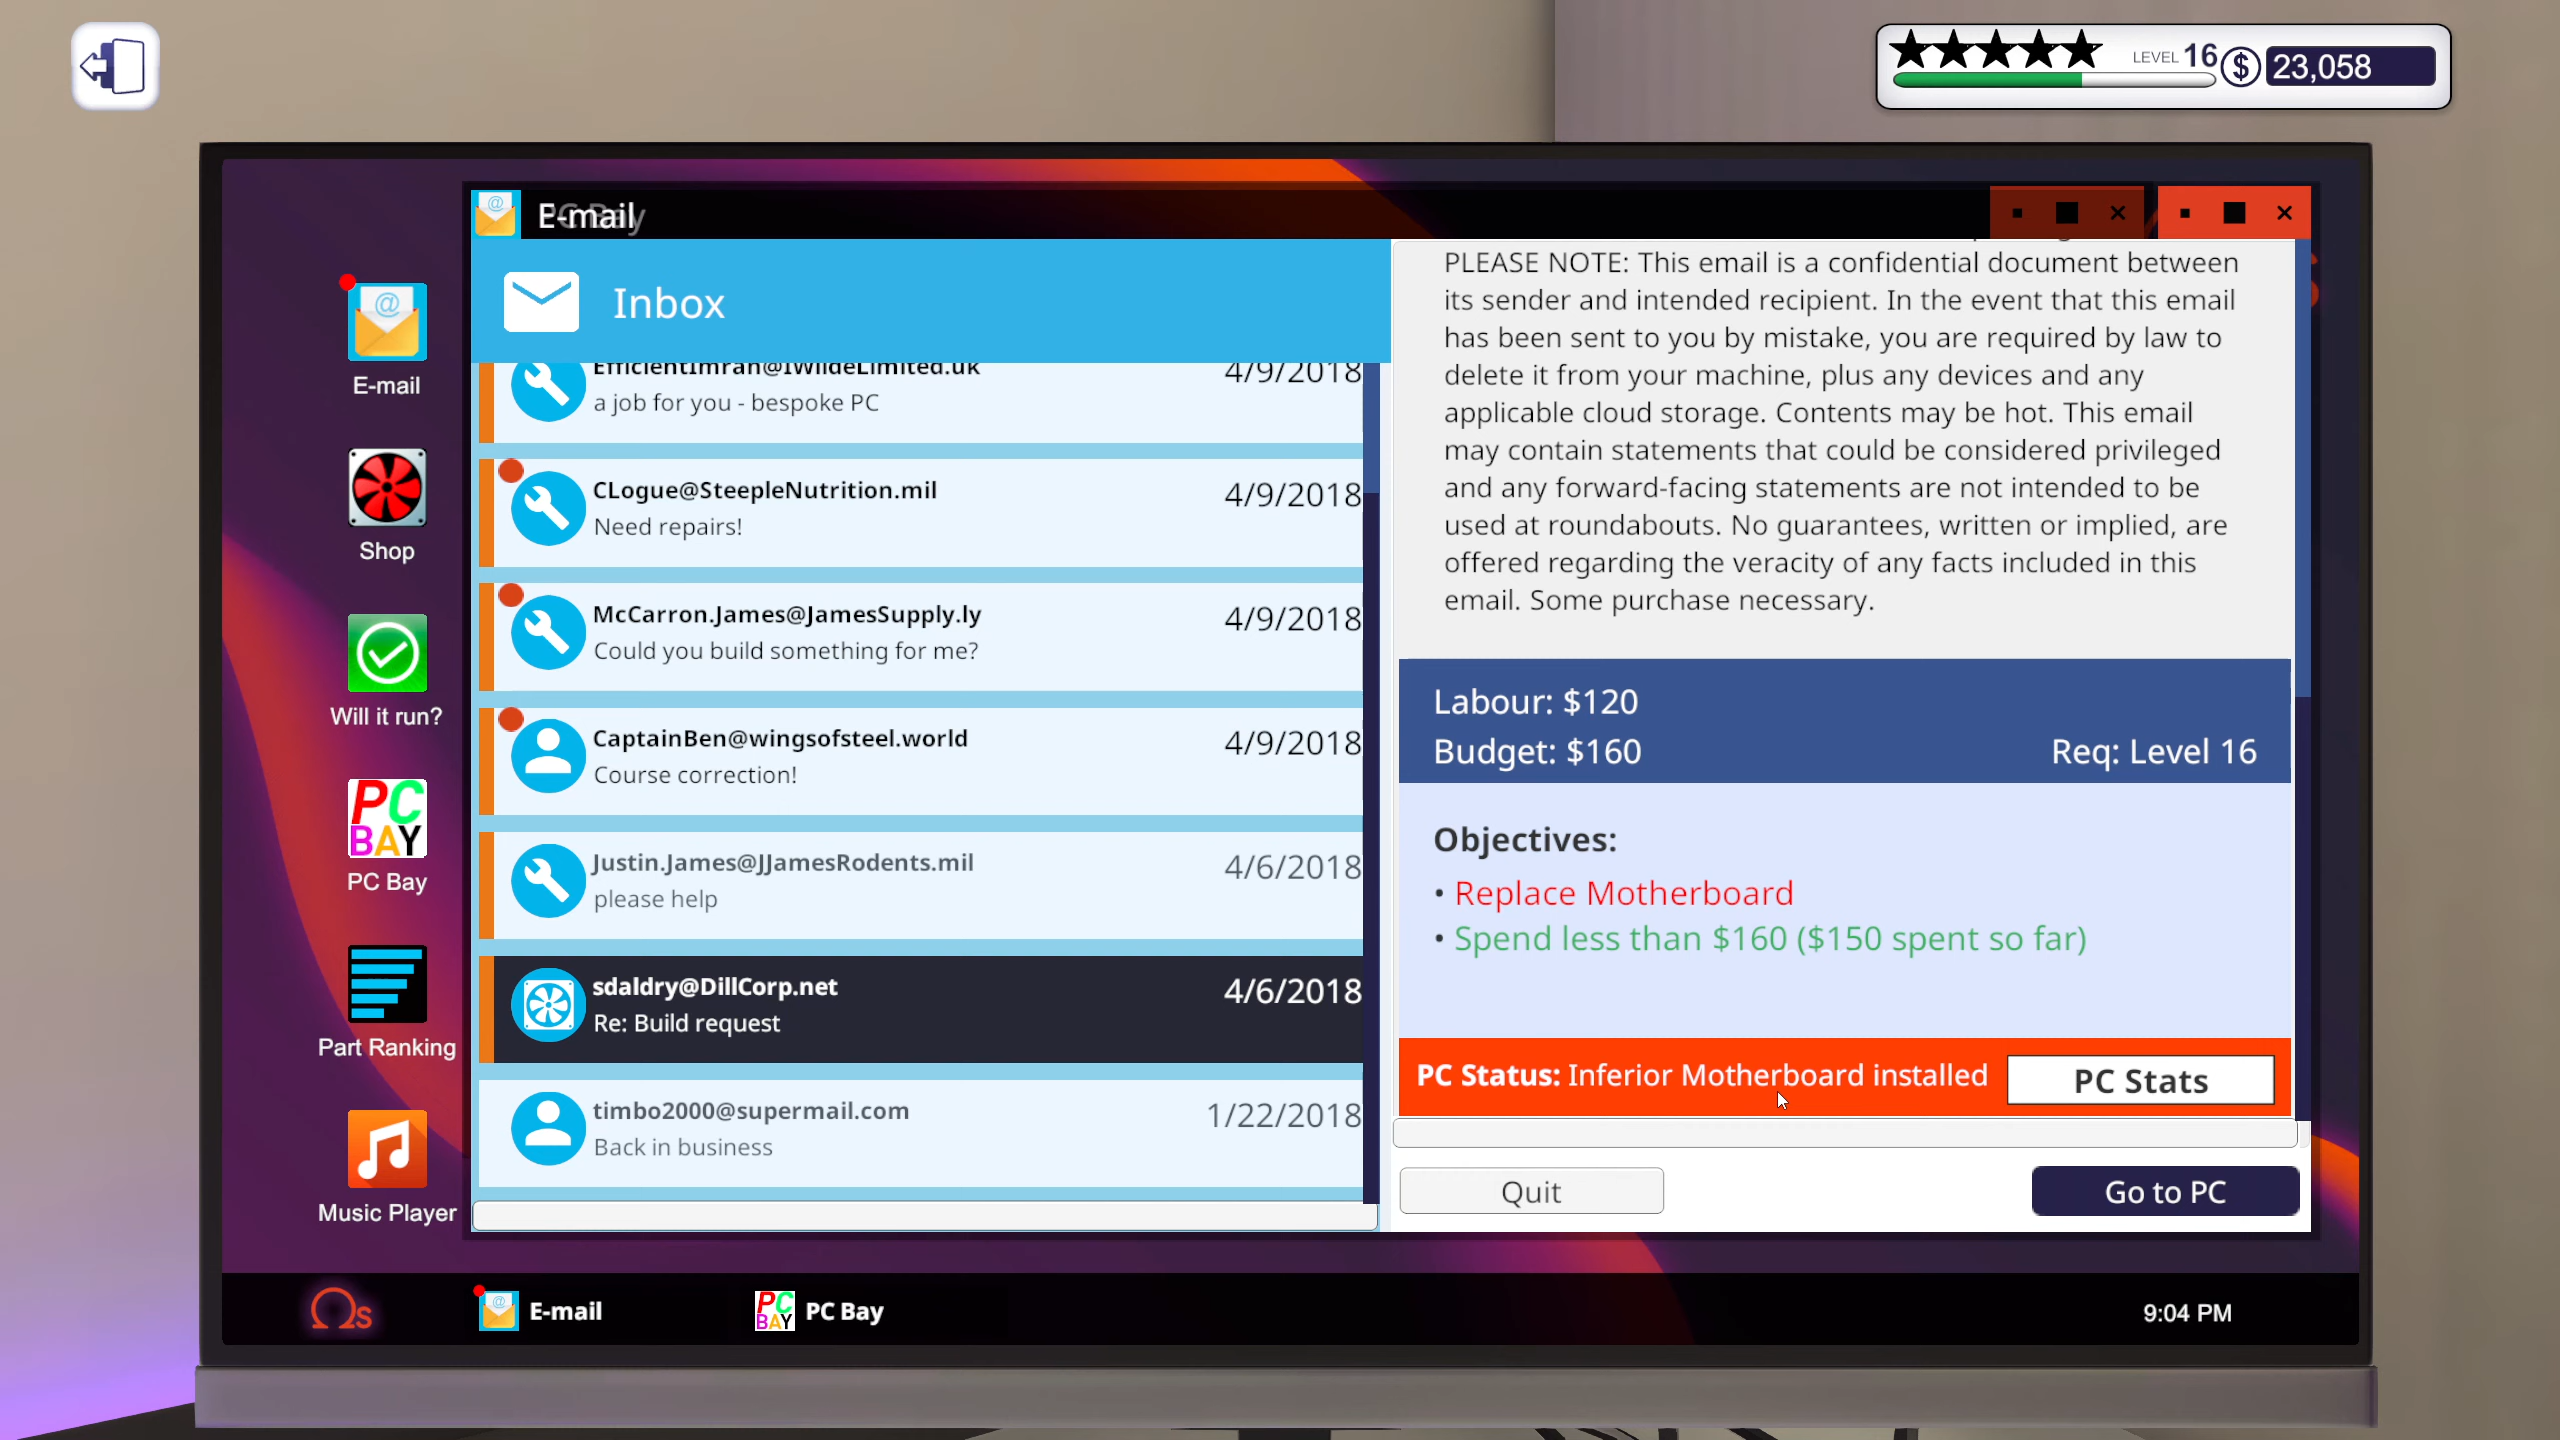 LEVEL 16
$ 23,058
E-mail
Inbox
EfficientImran@IWildeLimited.uk
4/9/2018
a job for you - bespoke PC
CLogue@SteepleNutrition.mil
4/9/2018
Need repairs!
McCarron.James@JamesSupply.ly
4/9/2018
Could you build something for me?
CaptainBen@wingsofsteel.world
4/9/2018
Course correction!
Justin.James@JJamesRodents.mil
4/6/2018
please help
sdaldry@DillCorp.net
4/6/2018
Re: Build request
timbo2000@supermail.com
1/22/2018
Back in business
PLEASE NOTE: This email is a confidential document between
its sender and intended recipient. In the event that this email
has been sent to you by mistake, you are required by law to
delete it from your machine, plus any devices and any
applicable cloud storage. Contents may be hot. This email
may contain statements that could be considered privileged
and any forward-facing statements are not intended to be
used at roundabouts. No guarantees, written or implied, are
offered regarding the veracity of any facts included in this
email. Some purchase necessary.
Labour: $120
Budget: $160
Req: Level 16
Objectives:
• Replace Motherboard
• Spend less than $160 ($150 spent so far)
PC Status: Inferior Motherboard installed
PC Stats
Quit
Go to PC
E-mail
Shop
Will it run?
PC
BAY
PC Bay
Part Ranking
Music Player
Ωs
E-mail
PC
BAY
PC Bay
9:04 PM